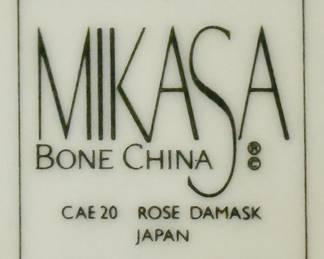 MIKASA
BONE CHINA ® ©
CAE 20 ROSE DAMASK
JAPAN